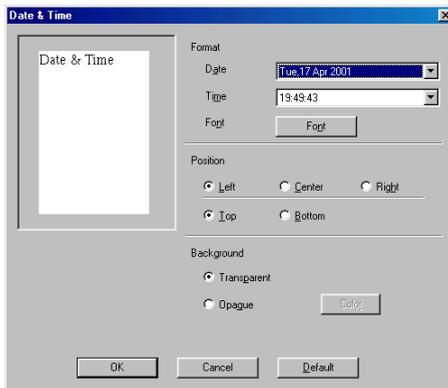 Date & Time
Date & Time
Format
Date Tue,17 Apr 2001
Time 19:49:43
Font Font
Position
Left Center Right
Top Bottom
Background
Transparent
Opaque Color
OK Cancel Default